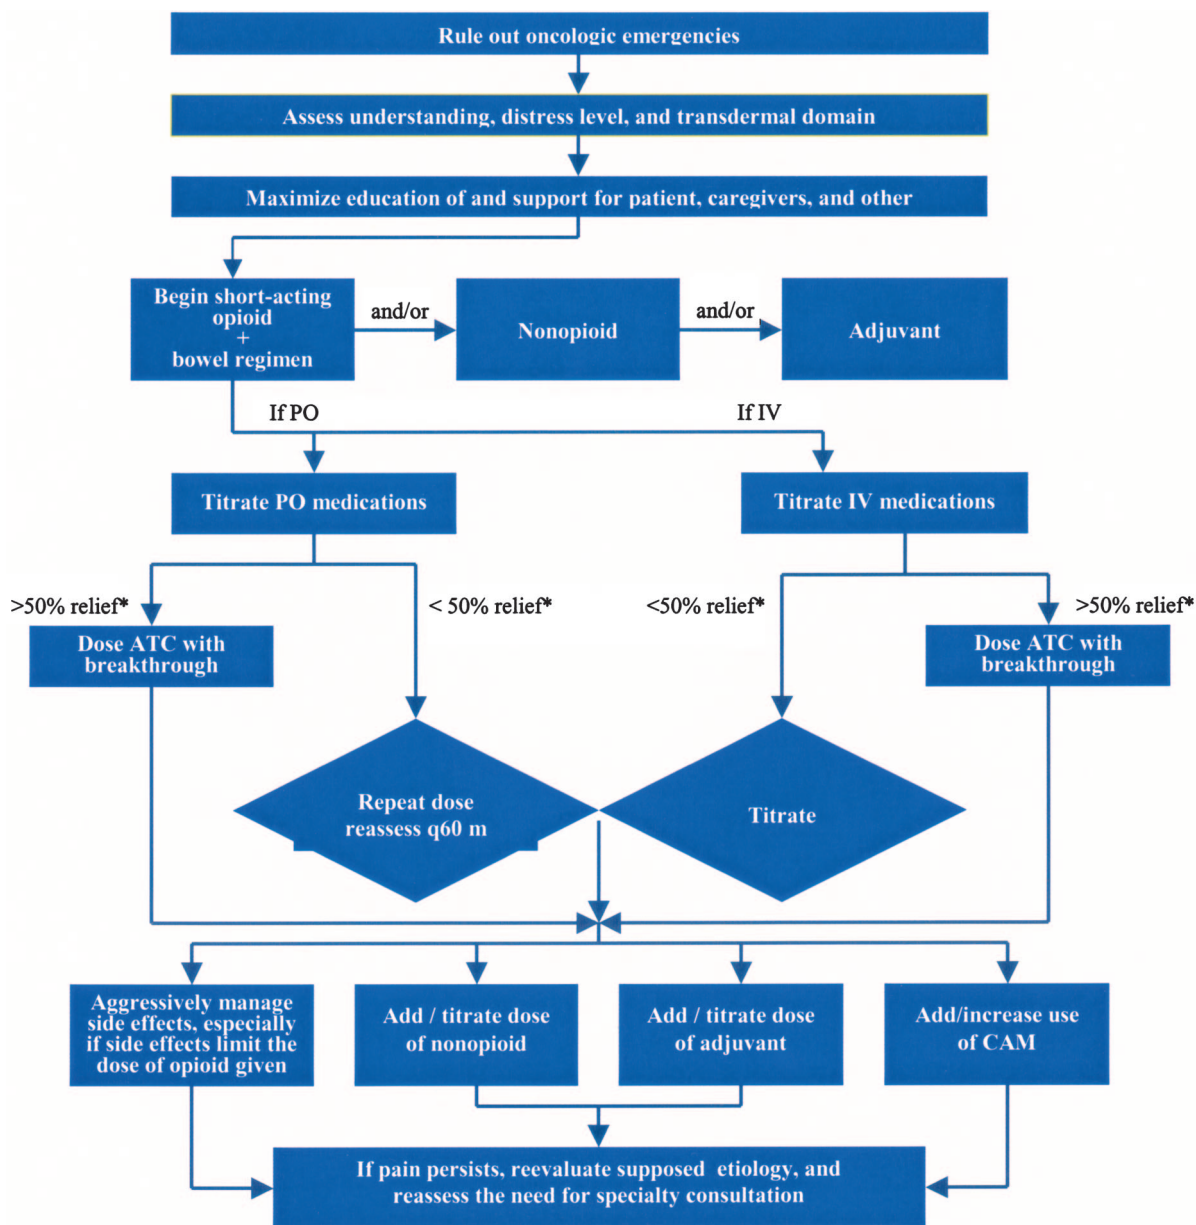 Rule out oncologic emergencies
Assess understanding, distress level, and transdermal domain
Maximize education of and support for patient, caregivers, and other
Begin short-acting
opioid
+
bowel regimen
and/or
Nonopioid
and/or
Adjuvant
If PO
If IV
Titrate PO medications
Titrate IV medications
>50% relief*
< 50% relief*
<50% relief*
>50% relief*
Dose ATC with
breakthrough
Dose ATC with
breakthrough
Repeat dose
reassess q60 m
Titrate
Aggressively manage
side effects, especially
if side effects limit the
dose of opioid given
Add / titrate dose
of nonopioid
Add / titrate dose
of adjuvant
Add/increase use
of CAM
If pain persists, reevaluate supposed etiology, and
reassess the need for specialty consultation